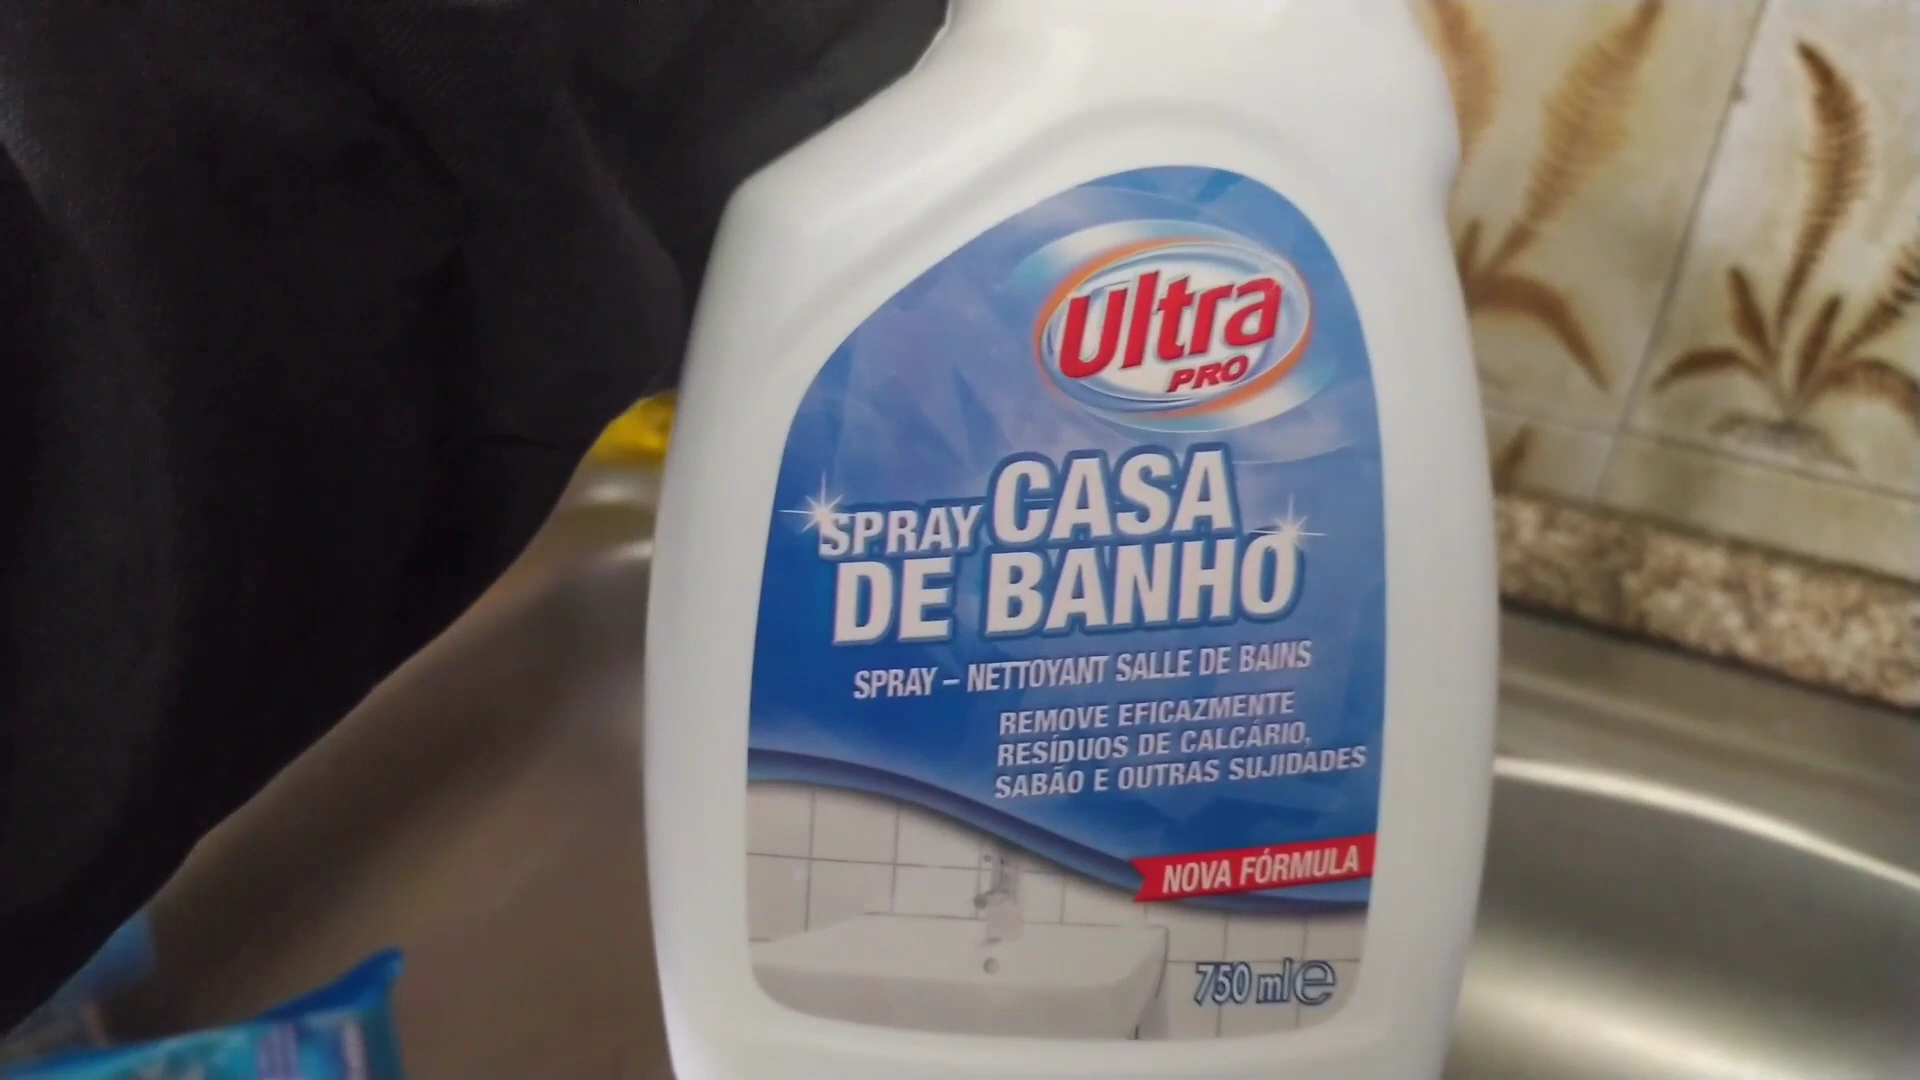 Ultra
PRO
SPRAY CASA
DE BANHO
SPRAY – NETTOYANT SALLE DE BAINS
REMOVE EFICAZMENTE
RESÍDUOS DE CALCÁRIO,
SABÃO E OUTRAS SUJIDADES
NOVA FÓRMULA
750 ml e